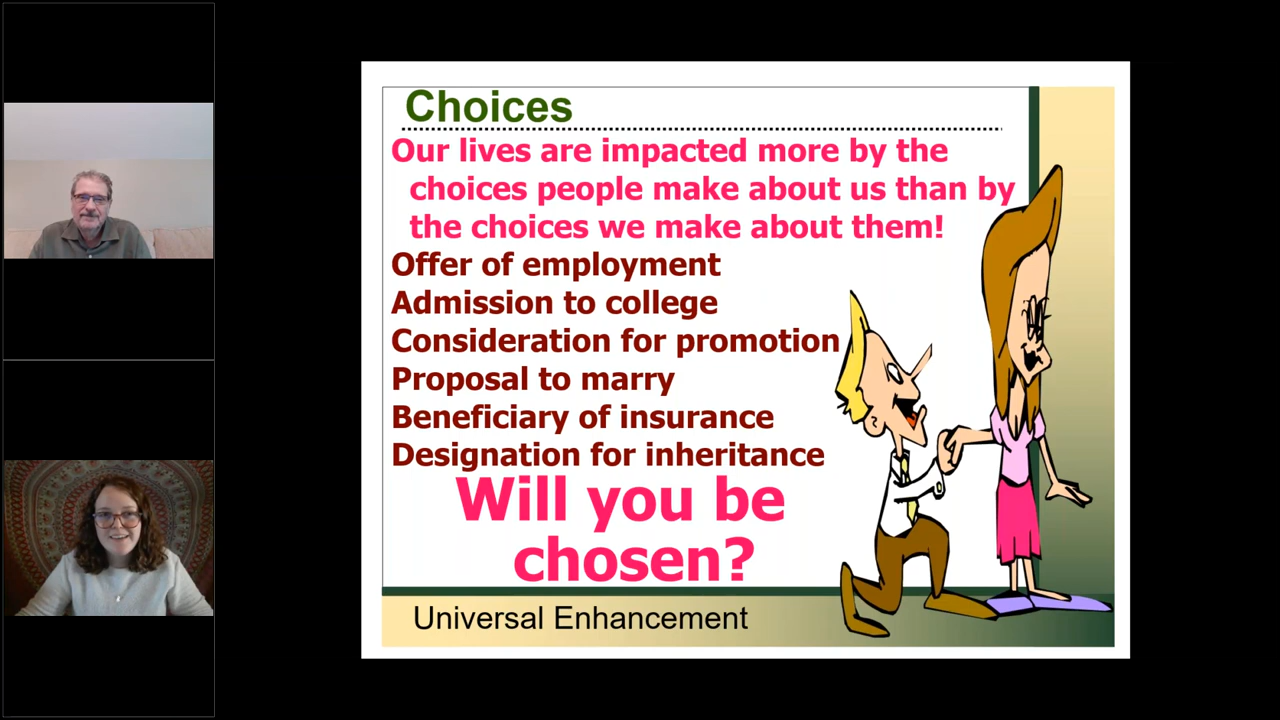 Choices
Our lives are impacted more by the
choices people make about us than by
the choices we make about them!
Offer of employment
Admission to college
Consideration for promotion
Proposal to marry
Beneficiary of insurance
Designation for inheritance
Will you be
chosen?
Universal Enhancement